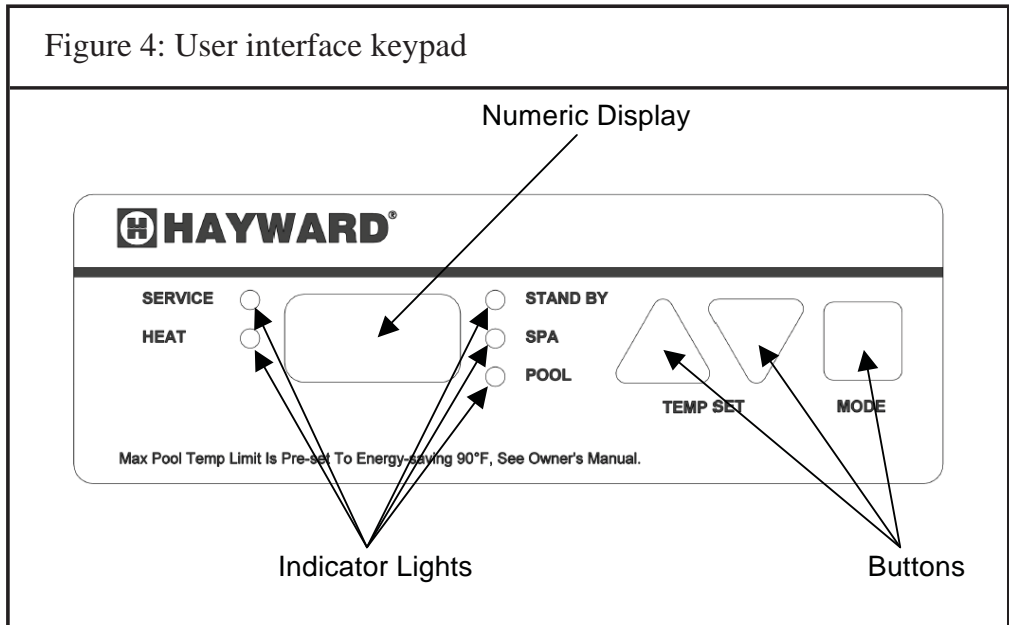 Figure 4: User interface keypad
Numeric Display
H HAYWARD®
SERVICE
STAND BY
HEAT
SPA
POOL
TEMP SET
MODE
Max Pool Temp Limit Is Pre-set To Energy-saving 90°F, See Owner's Manual.
Indicator Lights
Buttons